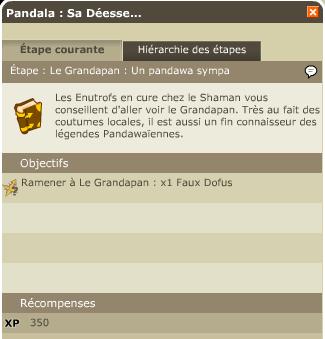 Pandala : Sa Déesse...
Étape courante
Hiérarchie des étapes
Étape : Le Grandapan : Un pandawa sympa
Les Enutrofs en cure chez le Shaman vous
conseillent d'aller voir le Grandapan. Très au fait des
coutumes locales, il est aussi un fin connaisseur des
légendes Pandawaïennes.
Objectifs
Ramener à Le Grandapan : x1 Faux Dofus
Récompenses
XP 350